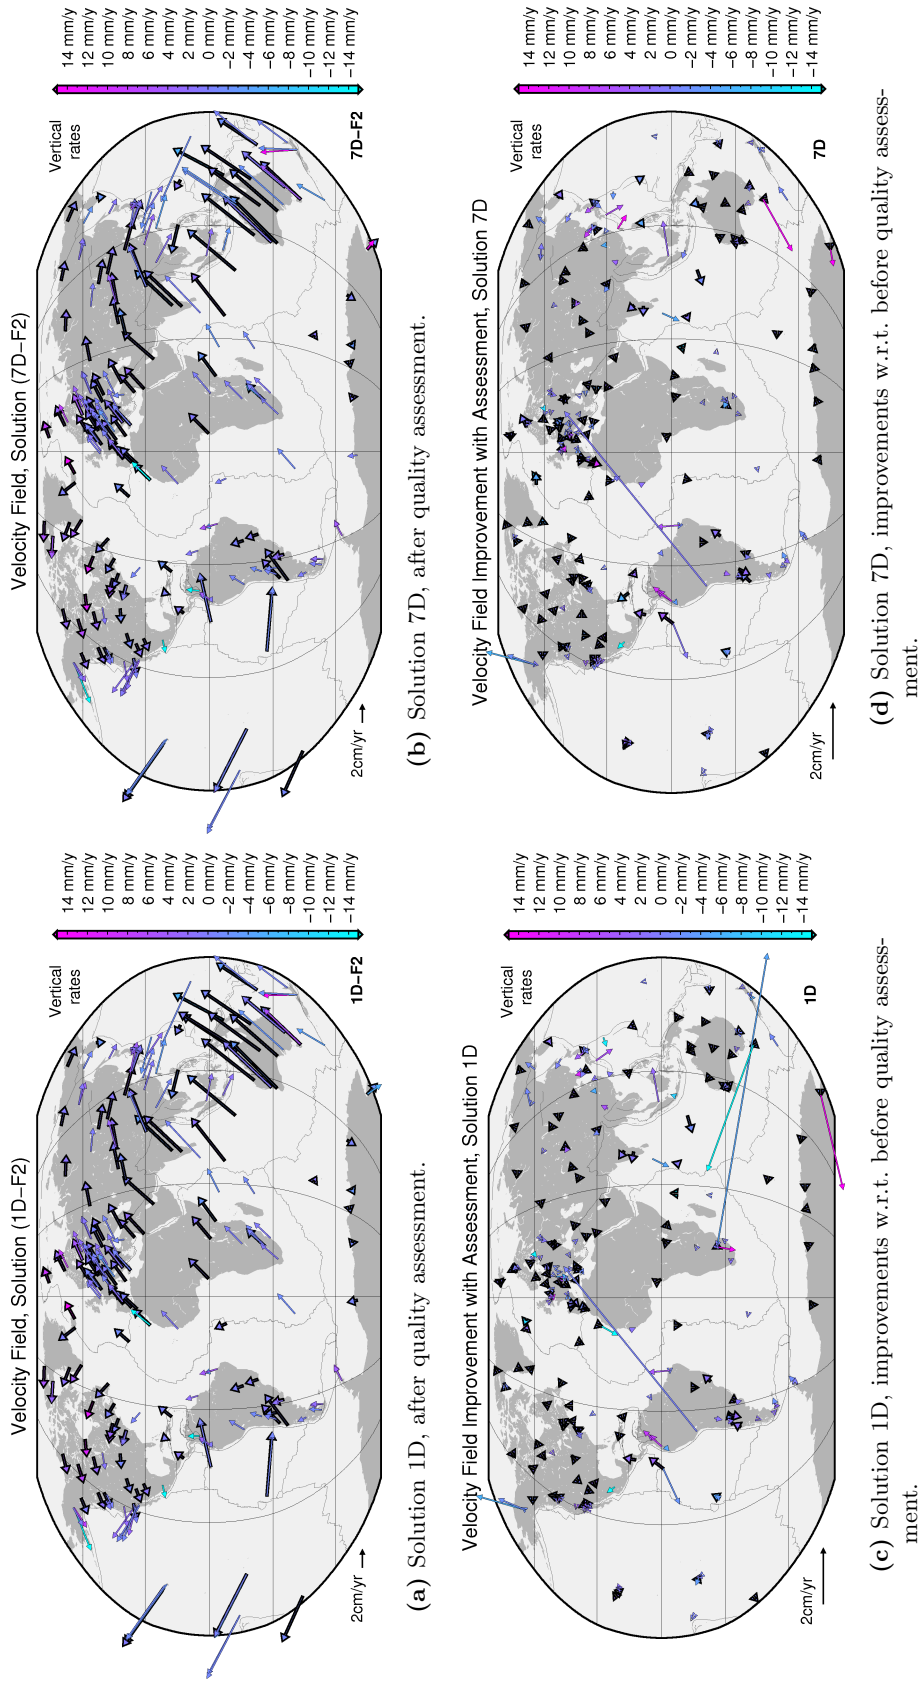 Velocity Field, Solution (1D−F2)
14 mm/y
12 mm/y
10 mm/y
8 mm/y
6 mm/y
4 mm/y
2 mm/y
0 mm/y
−2 mm/y
−4 mm/y
−6 mm/y
−8 mm/y
−10 mm/y
−14 mm/y
Vertical
rates
2cm/yr
1D−F2
(a) Solution 1D, after quality assessment.
Velocity Field, Solution (7D−F2)
14 mm/y
12 mm/y
10 mm/y
8 mm/y
6 mm/y
4 mm/y
2 mm/y
0 mm/y
−2 mm/y
−4 mm/y
−6 mm/y
−8 mm/y
−10 mm/y
−14 mm/y
Vertical
rates
2cm/yr
7D−F2
(b) Solution 7D, after quality assessment.
Velocity Field Improvement with Assessment, Solution 1D
14 mm/y
12 mm/y
10 mm/y
8 mm/y
6 mm/y
4 mm/y
2 mm/y
0 mm/y
−2 mm/y
−4 mm/y
−6 mm/y
−8 mm/y
−10 mm/y
−14 mm/y
Vertical
rates
2cm/yr
1D
(c) Solution 1D, improvements w.r.t. before quality assess-
ment.
Velocity Field Improvement with Assessment, Solution 7D
14 mm/y
12 mm/y
10 mm/y
8 mm/y
6 mm/y
4 mm/y
2 mm/y
0 mm/y
−2 mm/y
−4 mm/y
−6 mm/y
−8 mm/y
−10 mm/y
−14 mm/y
Vertical
rates
2cm/yr
7D
(d) Solution 7D, improvements w.r.t. before quality assess-
ment.